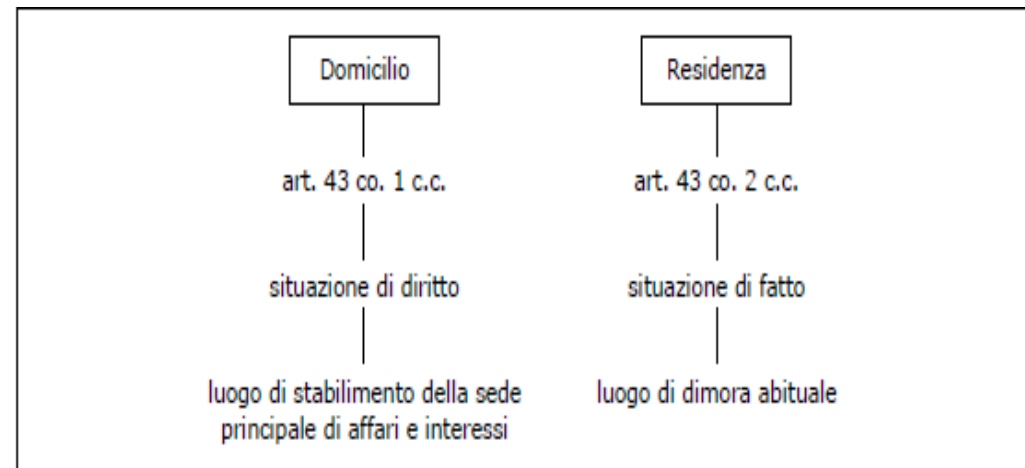 Domicilio
art. 43 co. 1 c.c.
situazione di diritto
luogo di stabilimento della sede
principale di affari e interessi
Residenza
art. 43 co. 2 c.c.
situazione di fatto
luogo di dimora abituale